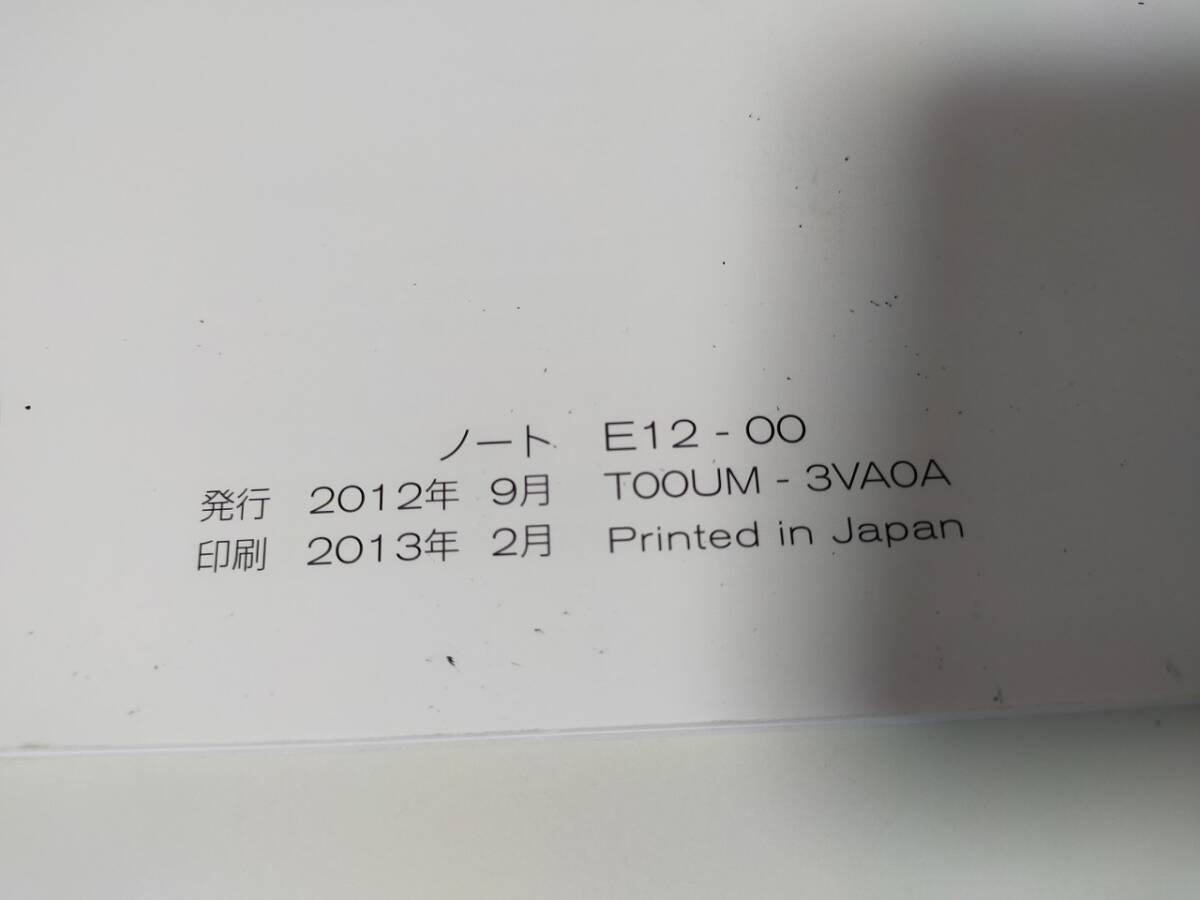 ノート E12-00
発行 2012年 9月 T00UM-3VA0A
印刷 2013年 2月 Printed in Japan